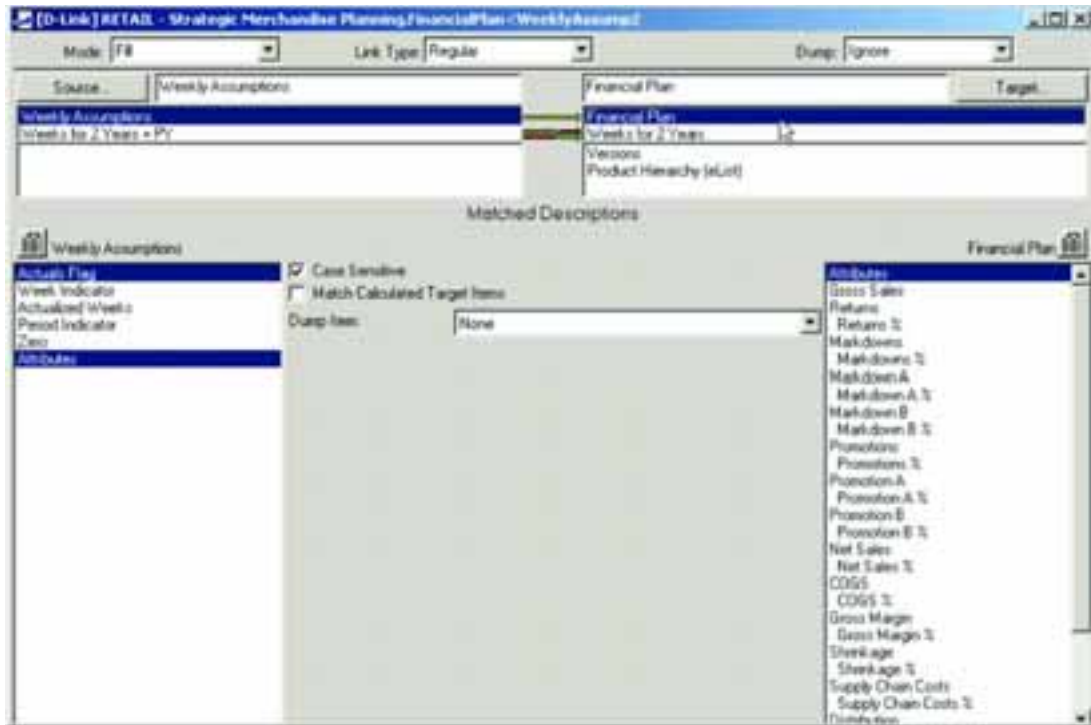 [D-Link] RETAIL - Strategic Merchandise Planning.FinancialPlan <WeeklyAssump2
Mode: Fill Link Type: Regular Dump: Ignore
Source... Weekly Assumptions Financial Plan Target...
Weekly Assumptions Financial Plan
Weeks for 2 Years + PY Weeks for 2 Years
Versions
Product Hierarchy (eList)
Matched Descriptions
Weekly Assumptions Financial Plan
Actuals Flag
Week Indicator
Actualized Weeks
Period Indicator
Zero
Attributes
Case Sensitive
Match Calculated Target Items
Dump Item: None
Attributes
Gross Sales
Returns
Returns %
Markdowns
Markdowns %
Markdown A
Markdown A %
Markdown B
Markdown B %
Promotions
Promotions %
Promotion A
Promotion A %
Promotion B
Promotion B %
Net Sales
Net Sales %
COGS
COGS %
Gross Margin
Gross Margin %
Shrinkage
Shrinkage %
Supply Chain Costs
Supply Chain Costs %
Distribution